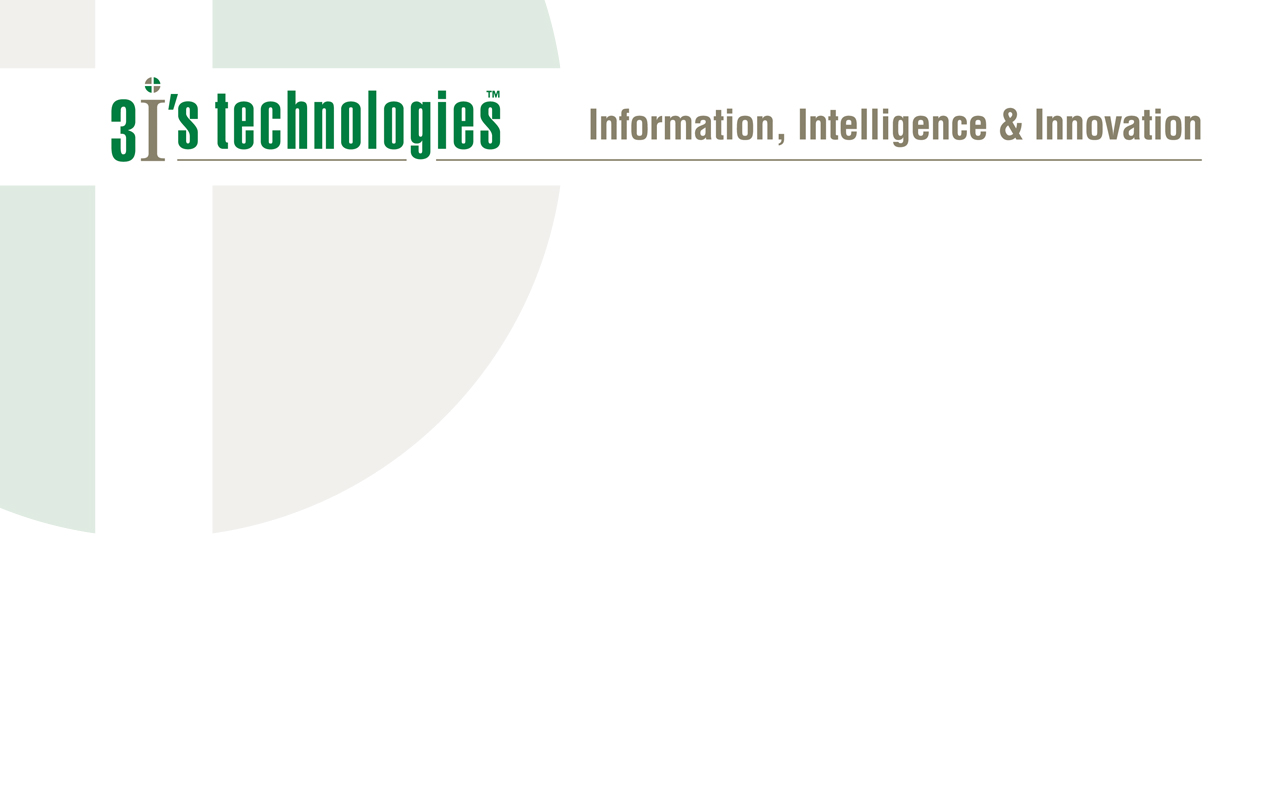 3i’s technologies™
Information, Intelligence & Innovation